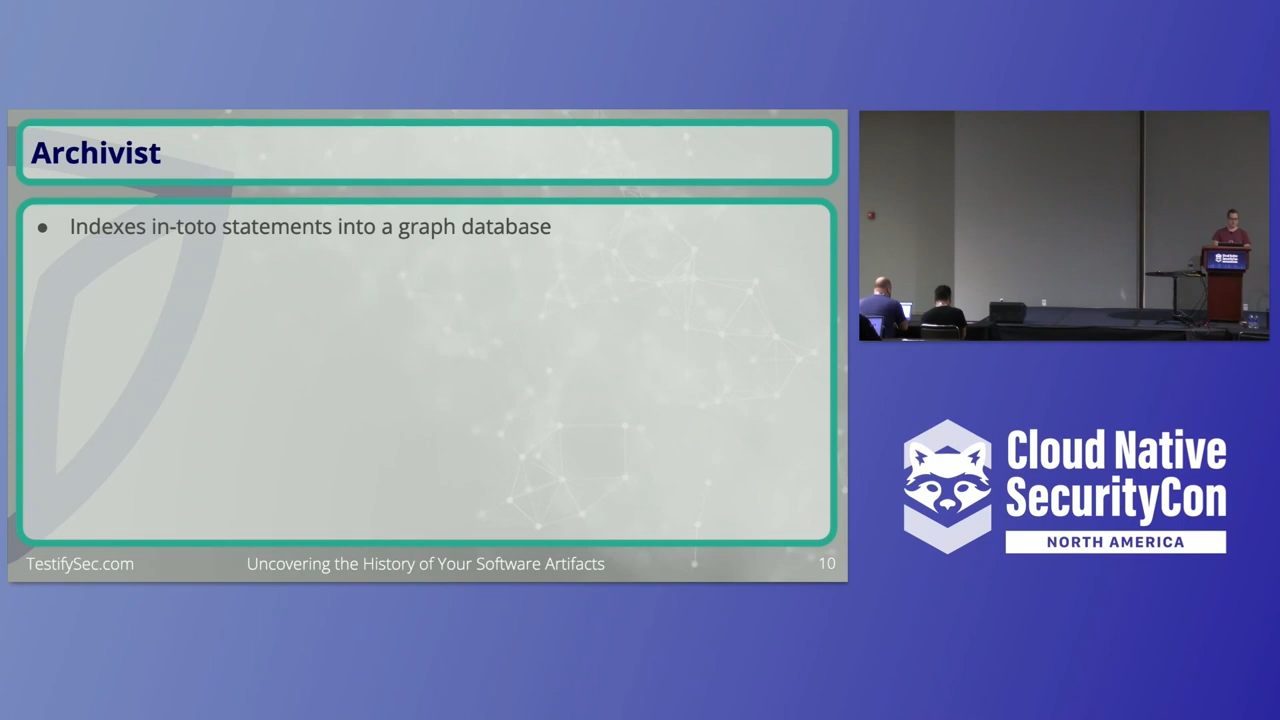 Archivist
● Indexes in-toto statements into a graph database
TestifySec.com
Uncovering the History of Your Software Artifacts
10
Cloud Native
SecurityCon
NORTH AMERICA